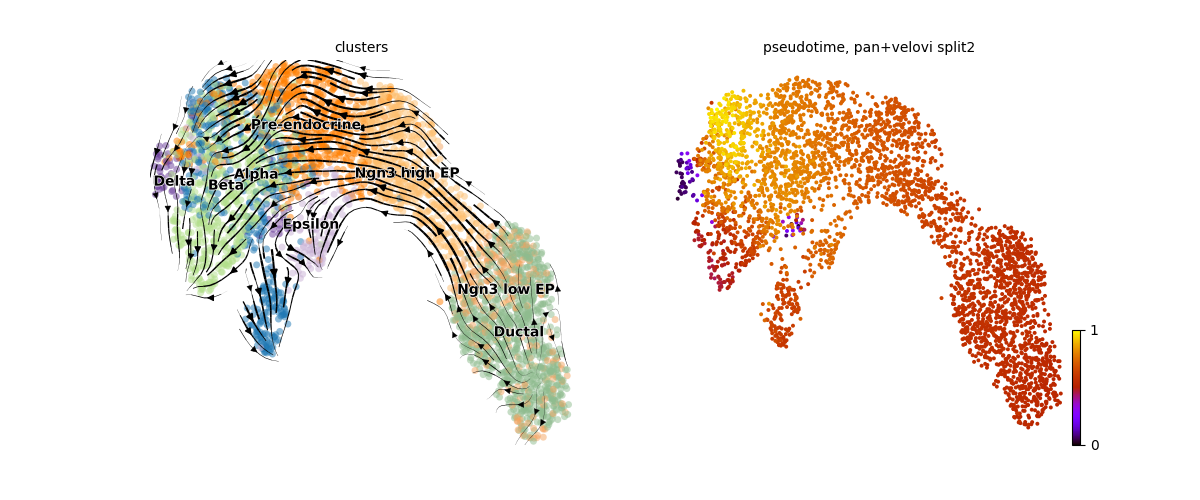 clusters
Pre-endocrine
Delta
Beta
Alpha
Ngn3 high EP
Epsilon
Ngn3 low EP
Ductal
pseudotime, pan+velovi split2
1
0